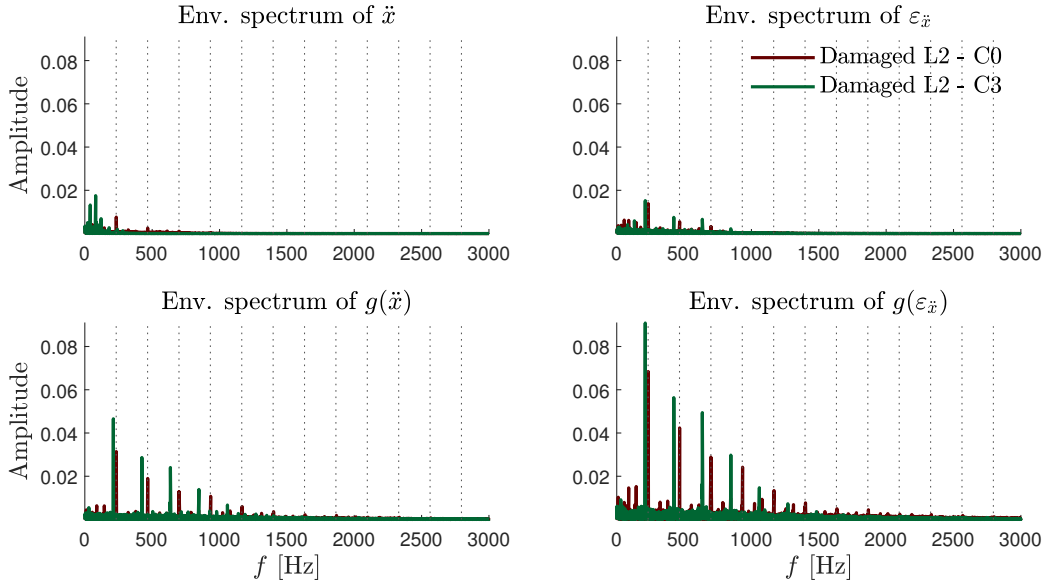 Env. spectrum of ẍ
Env. spectrum of ε_ẍ
Amplitude
0.08
0.06
0.04
0.02
0 500 1000 1500 2000 2500 3000
Damaged L2 - C0
Damaged L2 - C3
0.08
0.06
0.04
0.02
0 500 1000 1500 2000 2500 3000
Env. spectrum of g(ẍ)
Env. spectrum of g(ε_ẍ)
Amplitude
0.08
0.06
0.04
0.02
0 500 1000 1500 2000 2500 3000
f [Hz]
0.08
0.06
0.04
0.02
0 500 1000 1500 2000 2500 3000
f [Hz]